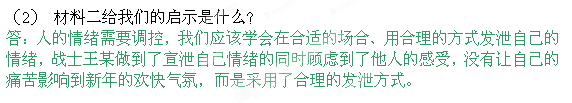 （2） 材料二给我们的启示是什么？
答：人的情绪需要调控，我们应该学会在合适的场合、用合理的方式发泄自己的
情绪，战士王某做到了宣泄自己情绪的同时顾虑到了他人的感受，没有让自己的
痛苦影响到新年的欢快气氛，而是采用了合理的发泄方式。